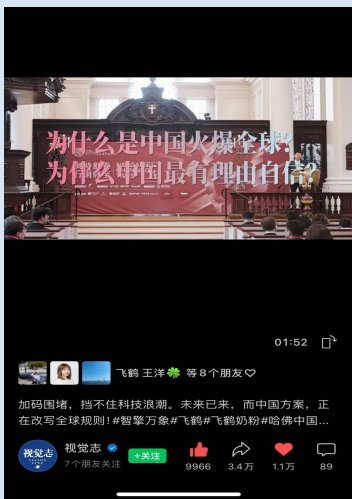 为什么是中国火爆全球?
为什么中国最有理由自信?
01:52
飞鹤 王洋🍀 等8个朋友♡
加码围堵,挡不住科技浪潮。未来已来,而中国方案,正
在改写全球规则!#智擎万象#飞鹤#飞鹤奶粉#哈佛中国...
视觉志
视觉志
7个朋友关注
+关注
9966
3.4万
1.1万
89